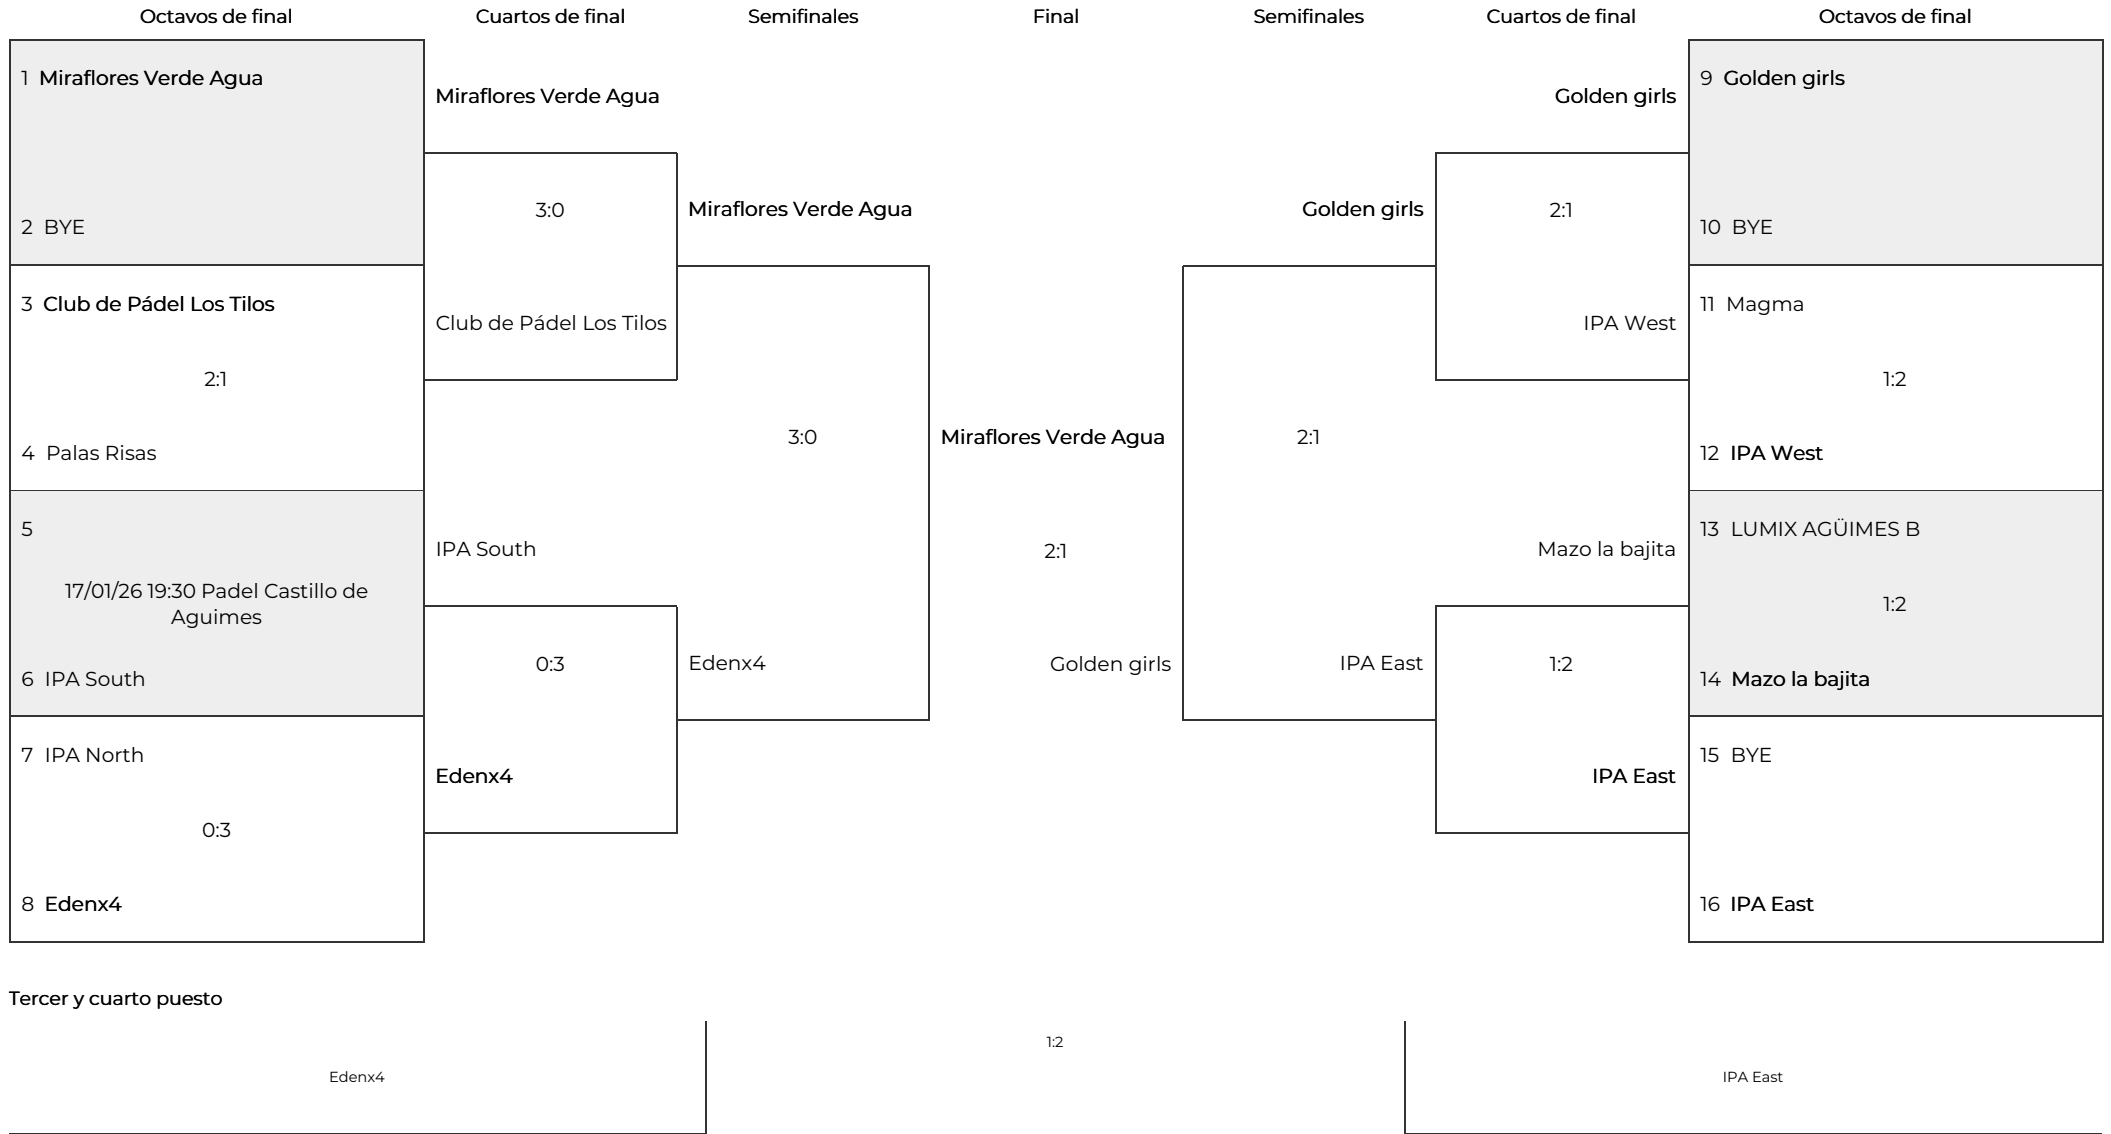 Octavos de final
Cuartos de final
Semifinales
Final
Semifinales
Cuartos de final
Octavos de final
1 Miraflores Verde Agua
2 BYE
3 Club de Pádel Los Tilos
2:1
4 Palas Risas
5
17/01/26 19:30 Padel Castillo de
Aguimes
6 IPA South
7 IPA North
0:3
8 Edenx4
Miraflores Verde Agua
3:0
Club de Pádel Los Tilos
IPA South
0:3
Edenx4
Miraflores Verde Agua
3:0
Edenx4
Miraflores Verde Agua
2:1
Golden girls
Golden girls
2:1
IPA East
Golden girls
2:1
IPA West
Mazo la bajita
1:2
IPA East
9 Golden girls
10 BYE
11 Magma
1:2
12 IPA West
13 LUMIX AGÜIMES B
1:2
14 Mazo la bajita
15 BYE
16 IPA East
Tercer y cuarto puesto
Edenx4
1:2
IPA East